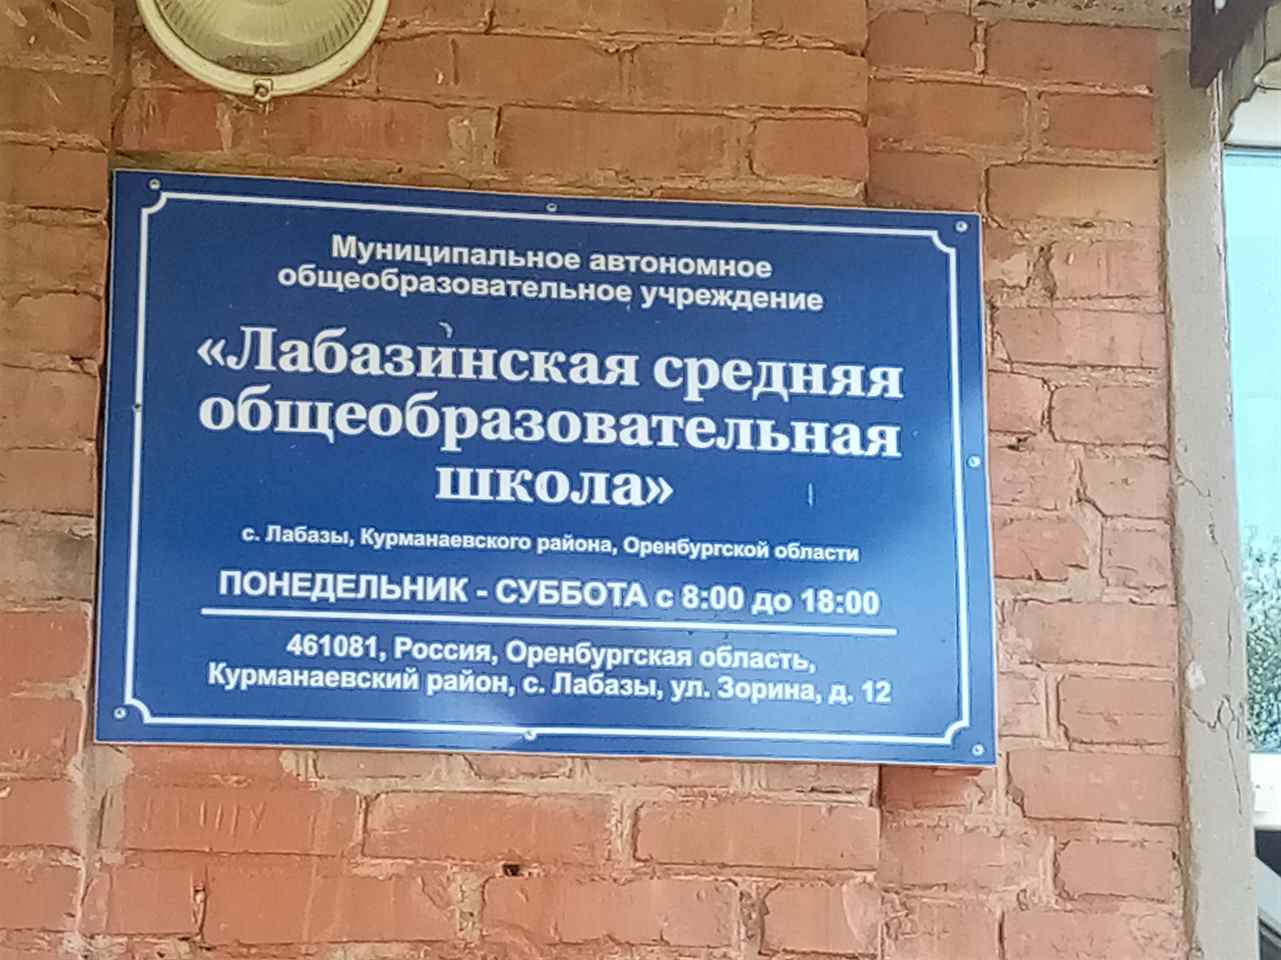 Муниципальное автономное
общеобразовательное учреждение
«Лабазинская средняя
общеобразовательная
школа»
с. Лабазы, Курманаевского района, Оренбургской области
ПОНЕДЕЛЬНИК - СУББОТА с 8:00 до 18:00
461081, Россия, Оренбургская область,
Курманаевский район, с. Лабазы, ул. Зорина, д. 12